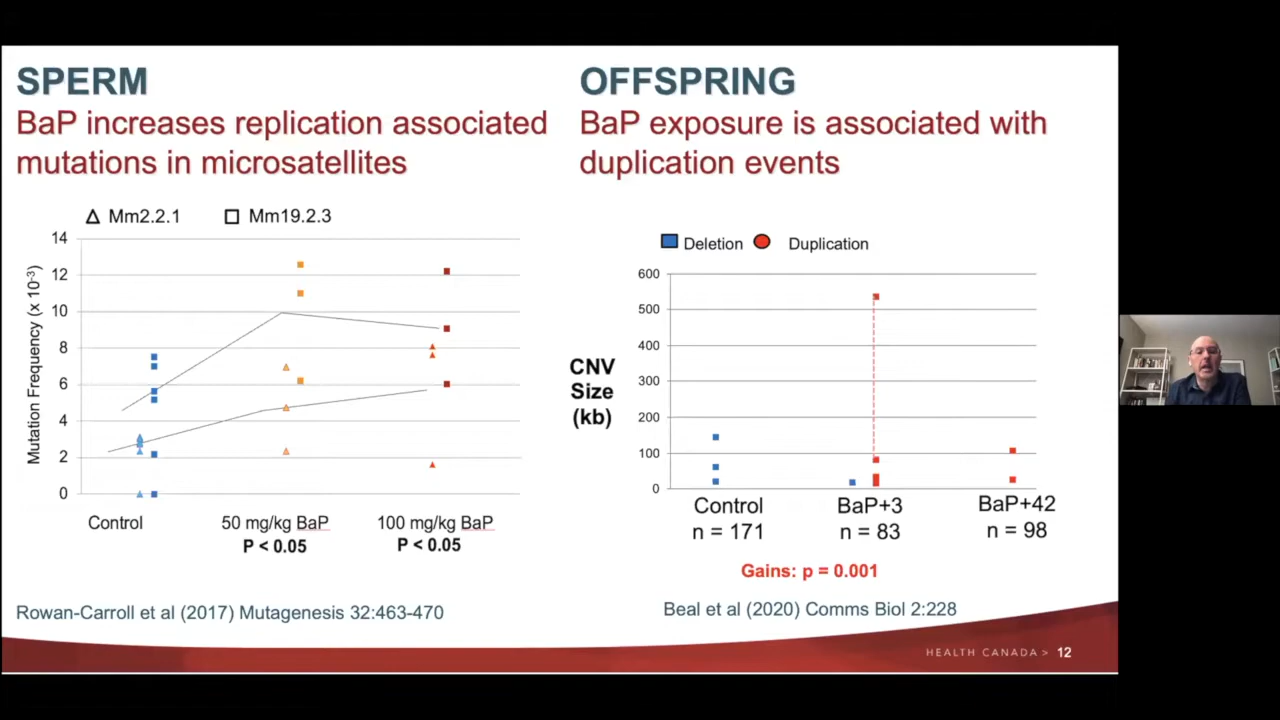 SPERM
BaP increases replication associated
mutations in microsatellites
Mm2.2.1
Mm19.2.3
Mutation Frequency (x 10⁻³)
14
12
10
8
6
4
2
0
Control
50 mg/kg BaP
P < 0.05
100 mg/kg BaP
P < 0.05
Rowan-Carroll et al (2017) Mutagenesis 32:463-470
OFFSPRING
BaP exposure is associated with
duplication events
Deletion
Duplication
CNV
Size
(kb)
600
500
400
300
200
100
0
Control
n = 171
BaP+3
n = 83
BaP+42
n = 98
Gains: p = 0.001
Beal et al (2020) Comms Biol 2:228
HEALTH CANADA > 12